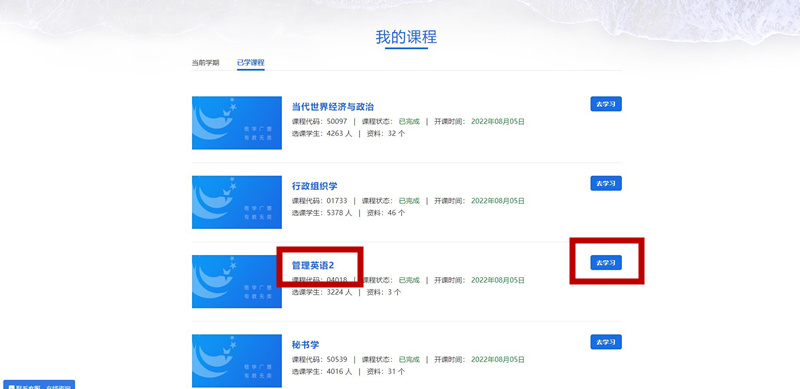 我的课程
当前学期 已学课程
当代世界经济与政治 去学习
课程代码：50097 | 课程状态：已完成 | 开课时间：2022年08月05日
选课学生：4263 人 | 资料：32 个
行政组织学 去学习
课程代码：01733 | 课程状态：已完成 | 开课时间：2022年08月05日
选课学生：5378 人 | 资料：46 个
管理英语2 去学习
课程代码：04018 | 课程状态：已完成 | 开课时间：2022年08月05日
选课学生：3224 人 | 资料：3 个
秘书学 去学习
课程代码：50539 | 课程状态：已完成 | 开课时间：2022年08月05日
选课学生：4016 人 | 资料：31 个